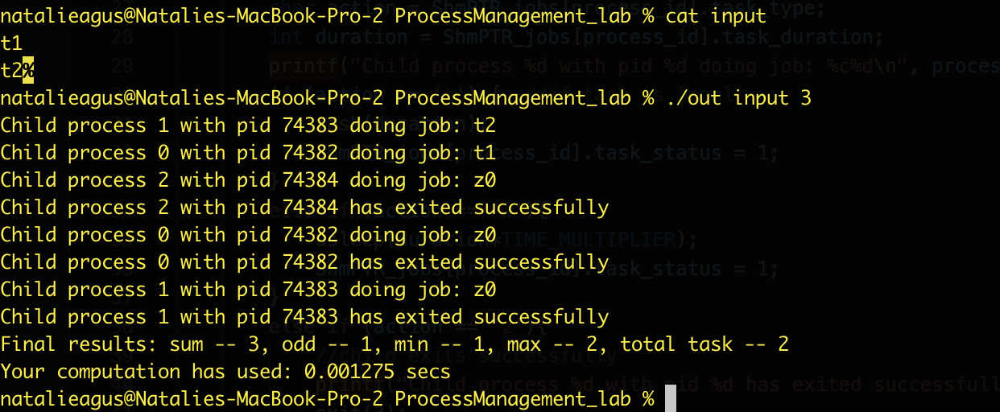 natalieagus@Natalies-MacBook-Pro-2 ProcessManagement_lab % cat input
t1
t2%
natalieagus@Natalies-MacBook-Pro-2 ProcessManagement_lab % ./out input 3
Child process 1 with pid 74383 doing job: t2
Child process 0 with pid 74382 doing job: t1
Child process 2 with pid 74384 doing job: z0
Child process 2 with pid 74384 has exited successfully
Child process 0 with pid 74382 doing job: z0
Child process 0 with pid 74382 has exited successfully
Child process 1 with pid 74383 doing job: z0
Child process 1 with pid 74383 has exited successfully
Final results: sum -- 3, odd -- 1, min -- 1, max -- 2, total task -- 2
Your computation has used: 0.001275 secs
natalieagus@Natalies-MacBook-Pro-2 ProcessManagement_lab %